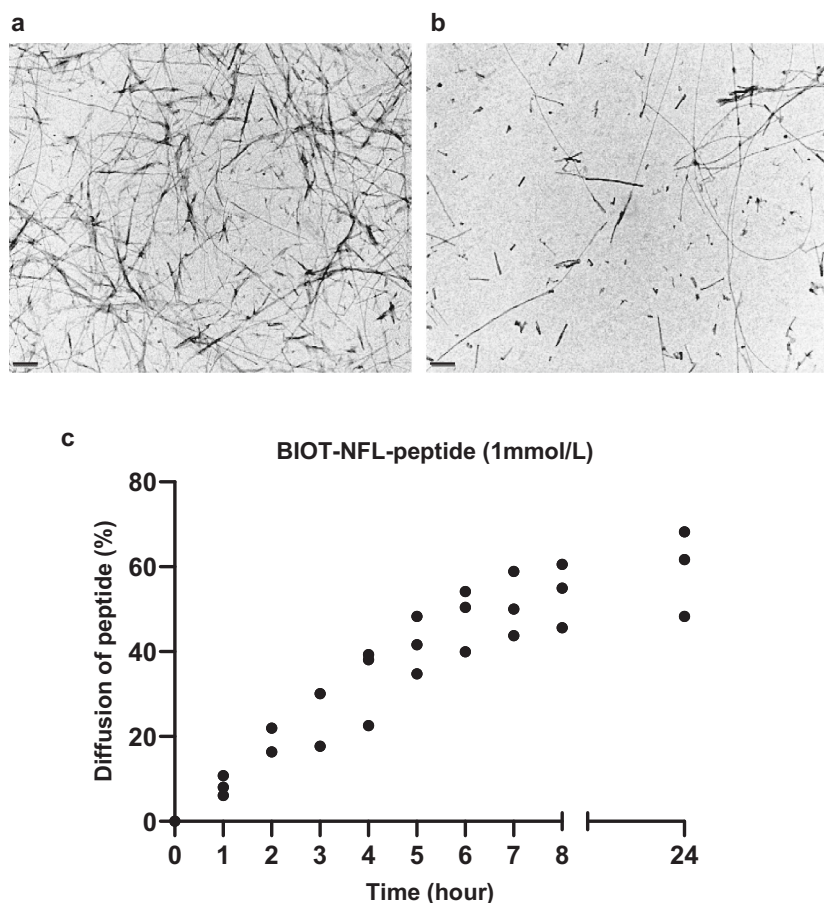 a
b
c
BIOT-NFL-peptide (1mmol/L)
Diffusion of peptide (%)
80
60
40
20
0
0 1 2 3 4 5 6 7 8 24
Time (hour)